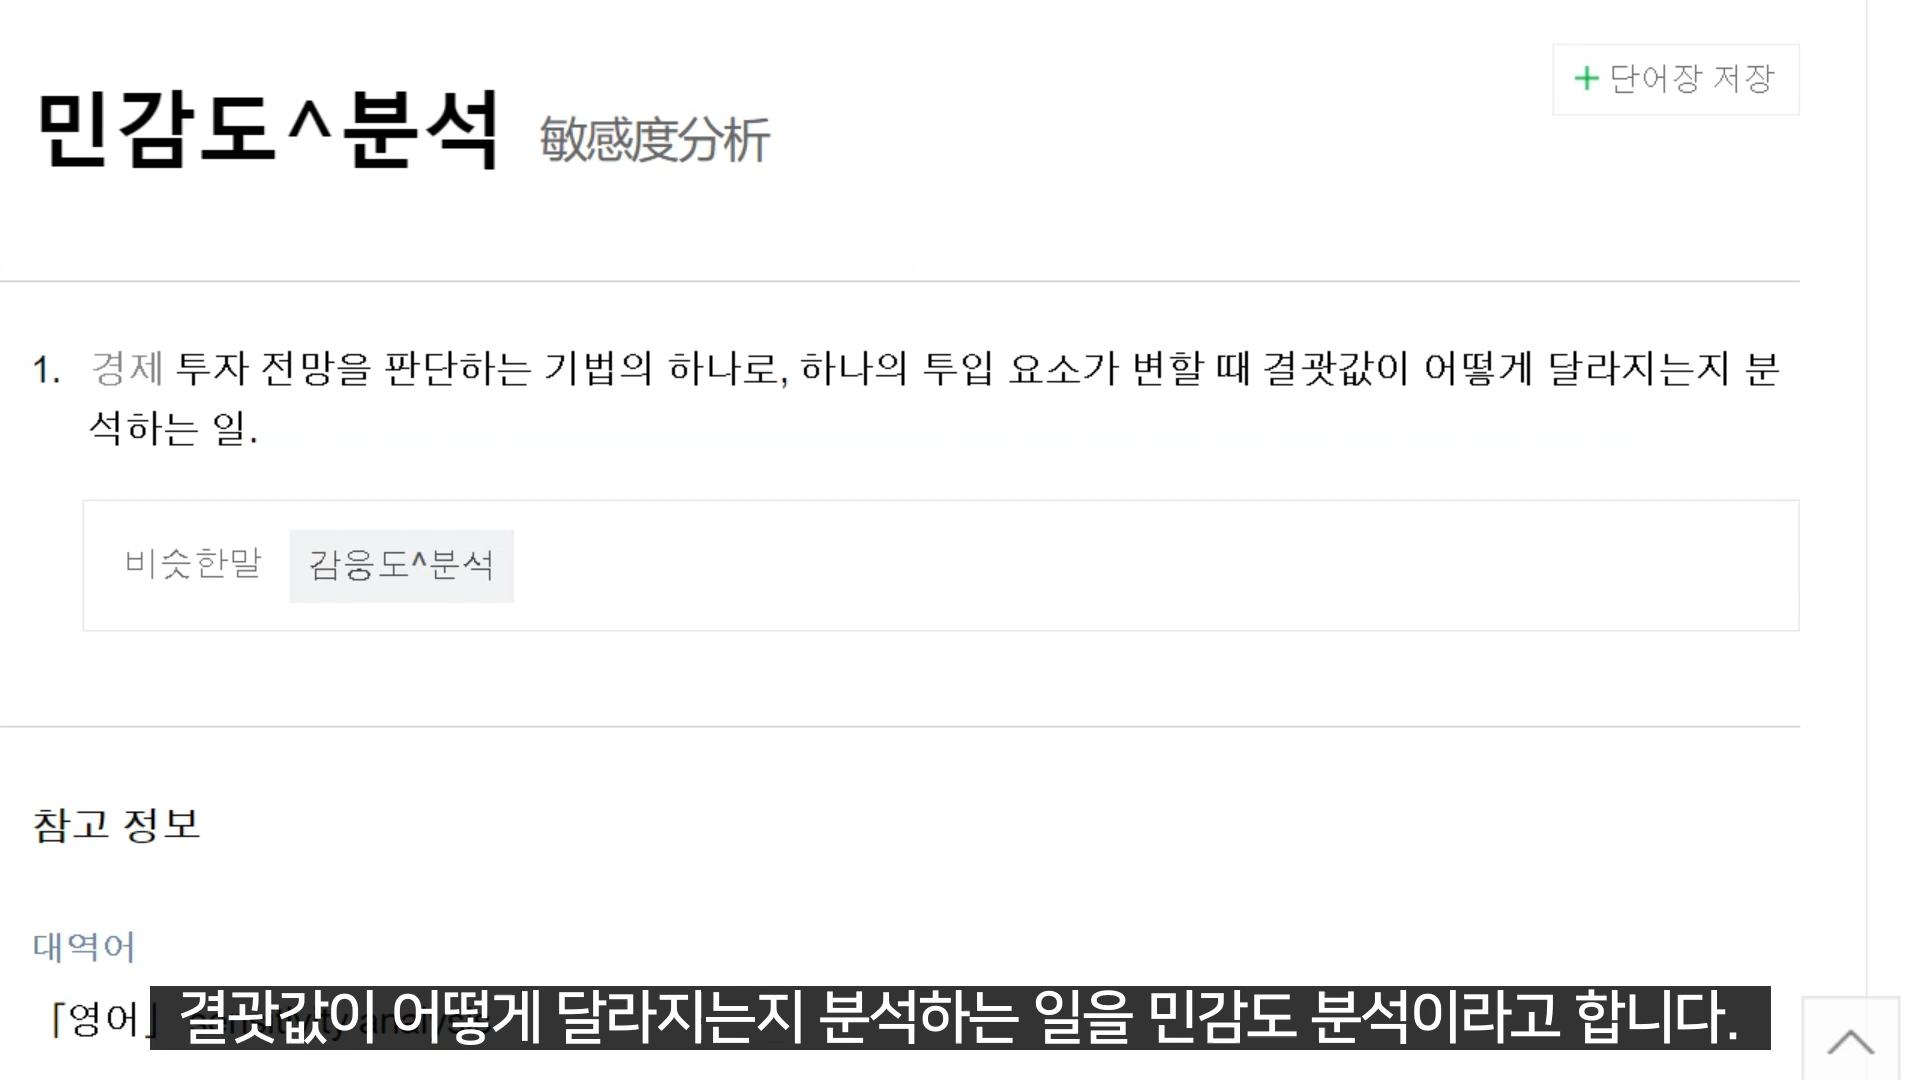 + 단어장 저장
민감도^분석 敏感度分析
1. 경제 투자 전망을 판단하는 기법의 하나로, 하나의 투입 요소가 변할 때 결괏값이 어떻게 달라지는지 분
석하는 일.
비슷한말 감응도^분석
참고 정보
대역어
「영어」
결괏값이 어떻게 달라지는지 분석하는 일을 민감도 분석이라고 합니다.